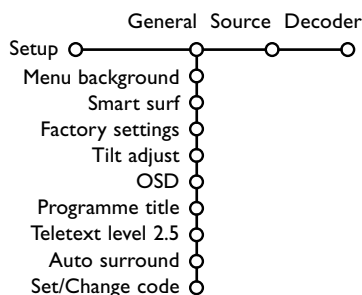 General Source Decoder
Setup
Menu background
Smart surf
Factory settings
Tilt adjust
OSD
Programme title
Teletext level 2.5
Auto surround
Set/Change code